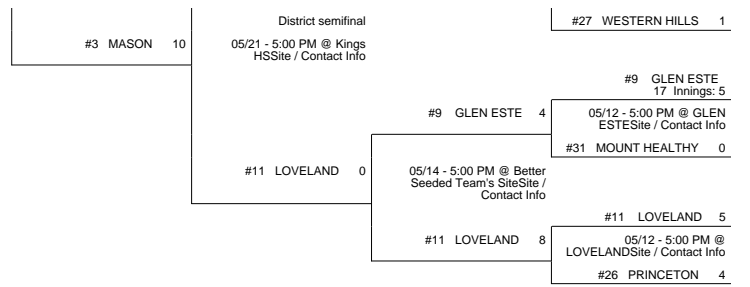 District semifinal
#27 WESTERN HILLS 1
#3 MASON 10
05/21 - 5:00 PM @ Kings
HSSite / Contact Info
#9 GLEN ESTE
17 Innings: 5
#9 GLEN ESTE 4
05/12 - 5:00 PM @ GLEN
ESTESite / Contact Info
#31 MOUNT HEALTHY 0
#11 LOVELAND 0
05/14 - 5:00 PM @ Better
Seeded Team's SiteSite /
Contact Info
#11 LOVELAND 5
#11 LOVELAND 8
05/12 - 5:00 PM @
LOVELANDSite / Contact Info
#26 PRINCETON 4